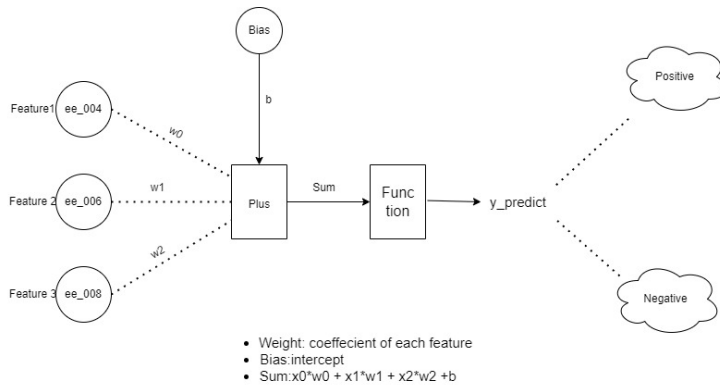 Bias
b
Positive
Feature1 ee_004
w0
Feature 2 ee_006
w1
Plus
Sum
Func
tion
y_predict
w2
Feature 3 ee_008
Negative
• Weight: coeffecient of each feature
• Bias:intercept
• Sum:x0*w0 + x1*w1 + x2*w2 +b